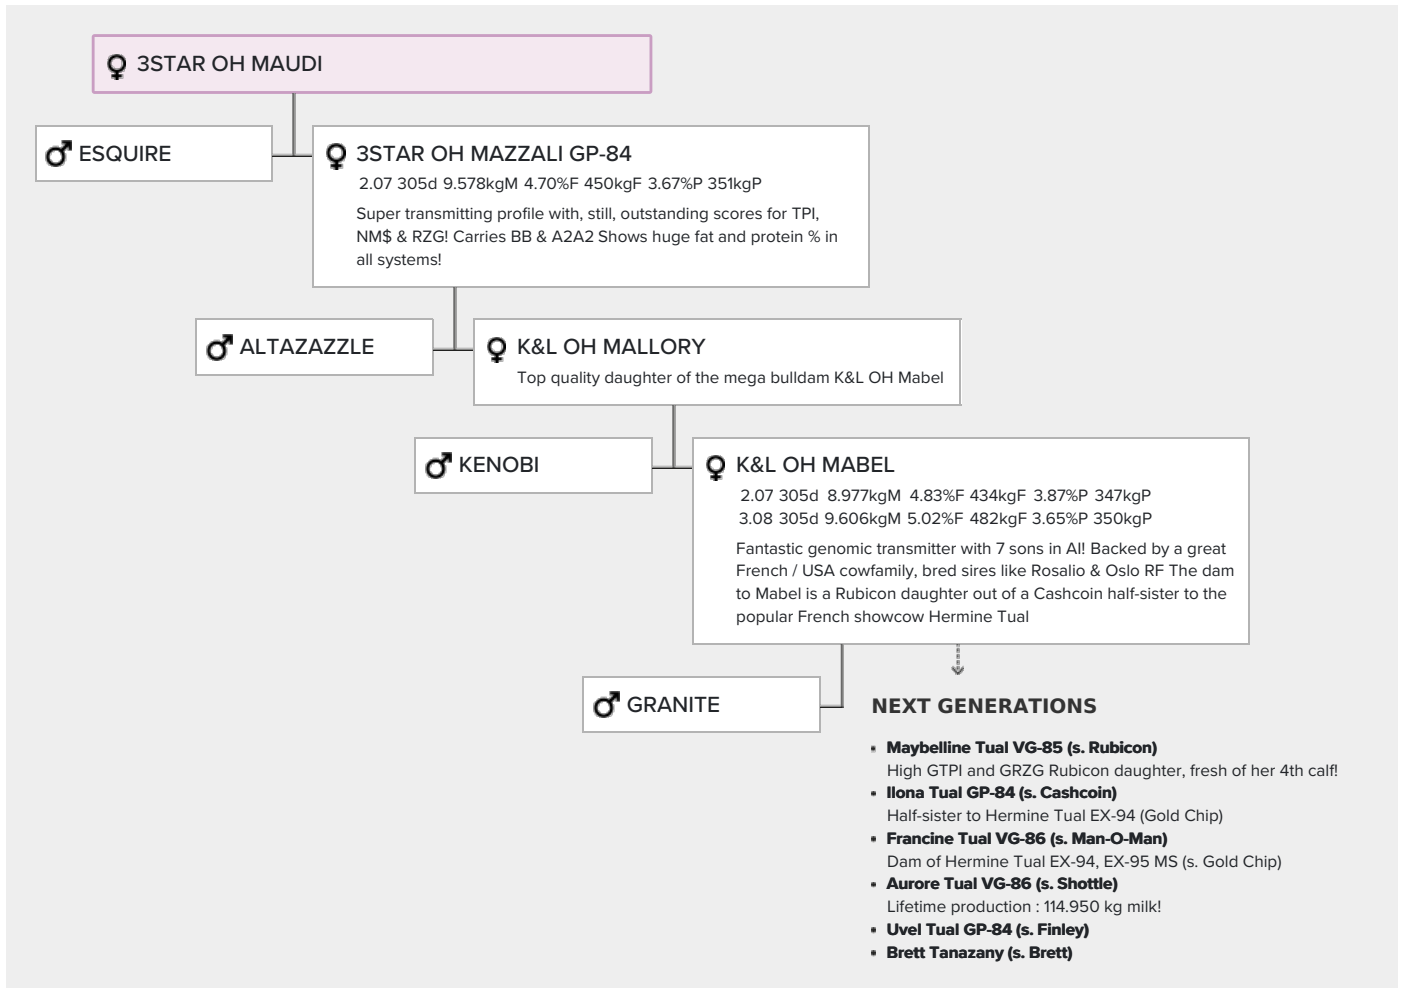 3STAR OH MAUDI
ESQUIRE
3STAR OH MAZZALI GP-84
2.07 305d 9.578kgM 4.70%F 450kgF 3.67%P 351kgP
Super transmitting profile with, still, outstanding scores for TPI,
NM$ & RZG! Carries BB & A2A2 Shows huge fat and protein % in
all systems!
ALTAZAZZLE
K&L OH MALLORY
Top quality daughter of the mega bulldam K&L OH Mabel
KENOBI
K&L OH MABEL
2.07 305d 8.977kgM 4.83%F 434kgF 3.87%P 347kgP
3.08 305d 9.606kgM 5.02%F 482kgF 3.65%P 350kgP
Fantastic genomic transmitter with 7 sons in AI! Backed by a great
French / USA cowfamily, bred sires like Rosalio & Oslo RF The dam
to Mabel is a Rubicon daughter out of a Cashcoin half-sister to the
popular French showcow Hermine Tual
GRANITE
NEXT GENERATIONS
▪ Maybelline Tual VG-85 (s. Rubicon)
High GTPI and GRZG Rubicon daughter, fresh of her 4th calf!
▪ Ilona Tual GP-84 (s. Cashcoin)
Half-sister to Hermine Tual EX-94 (Gold Chip)
▪ Francine Tual VG-86 (s. Man-O-Man)
Dam of Hermine Tual EX-94, EX-95 MS (s. Gold Chip)
▪ Aurore Tual VG-86 (s. Shottle)
Lifetime production : 114.950 kg milk!
▪ Uvel Tual GP-84 (s. Finley)
▪ Brett Tanazany (s. Brett)